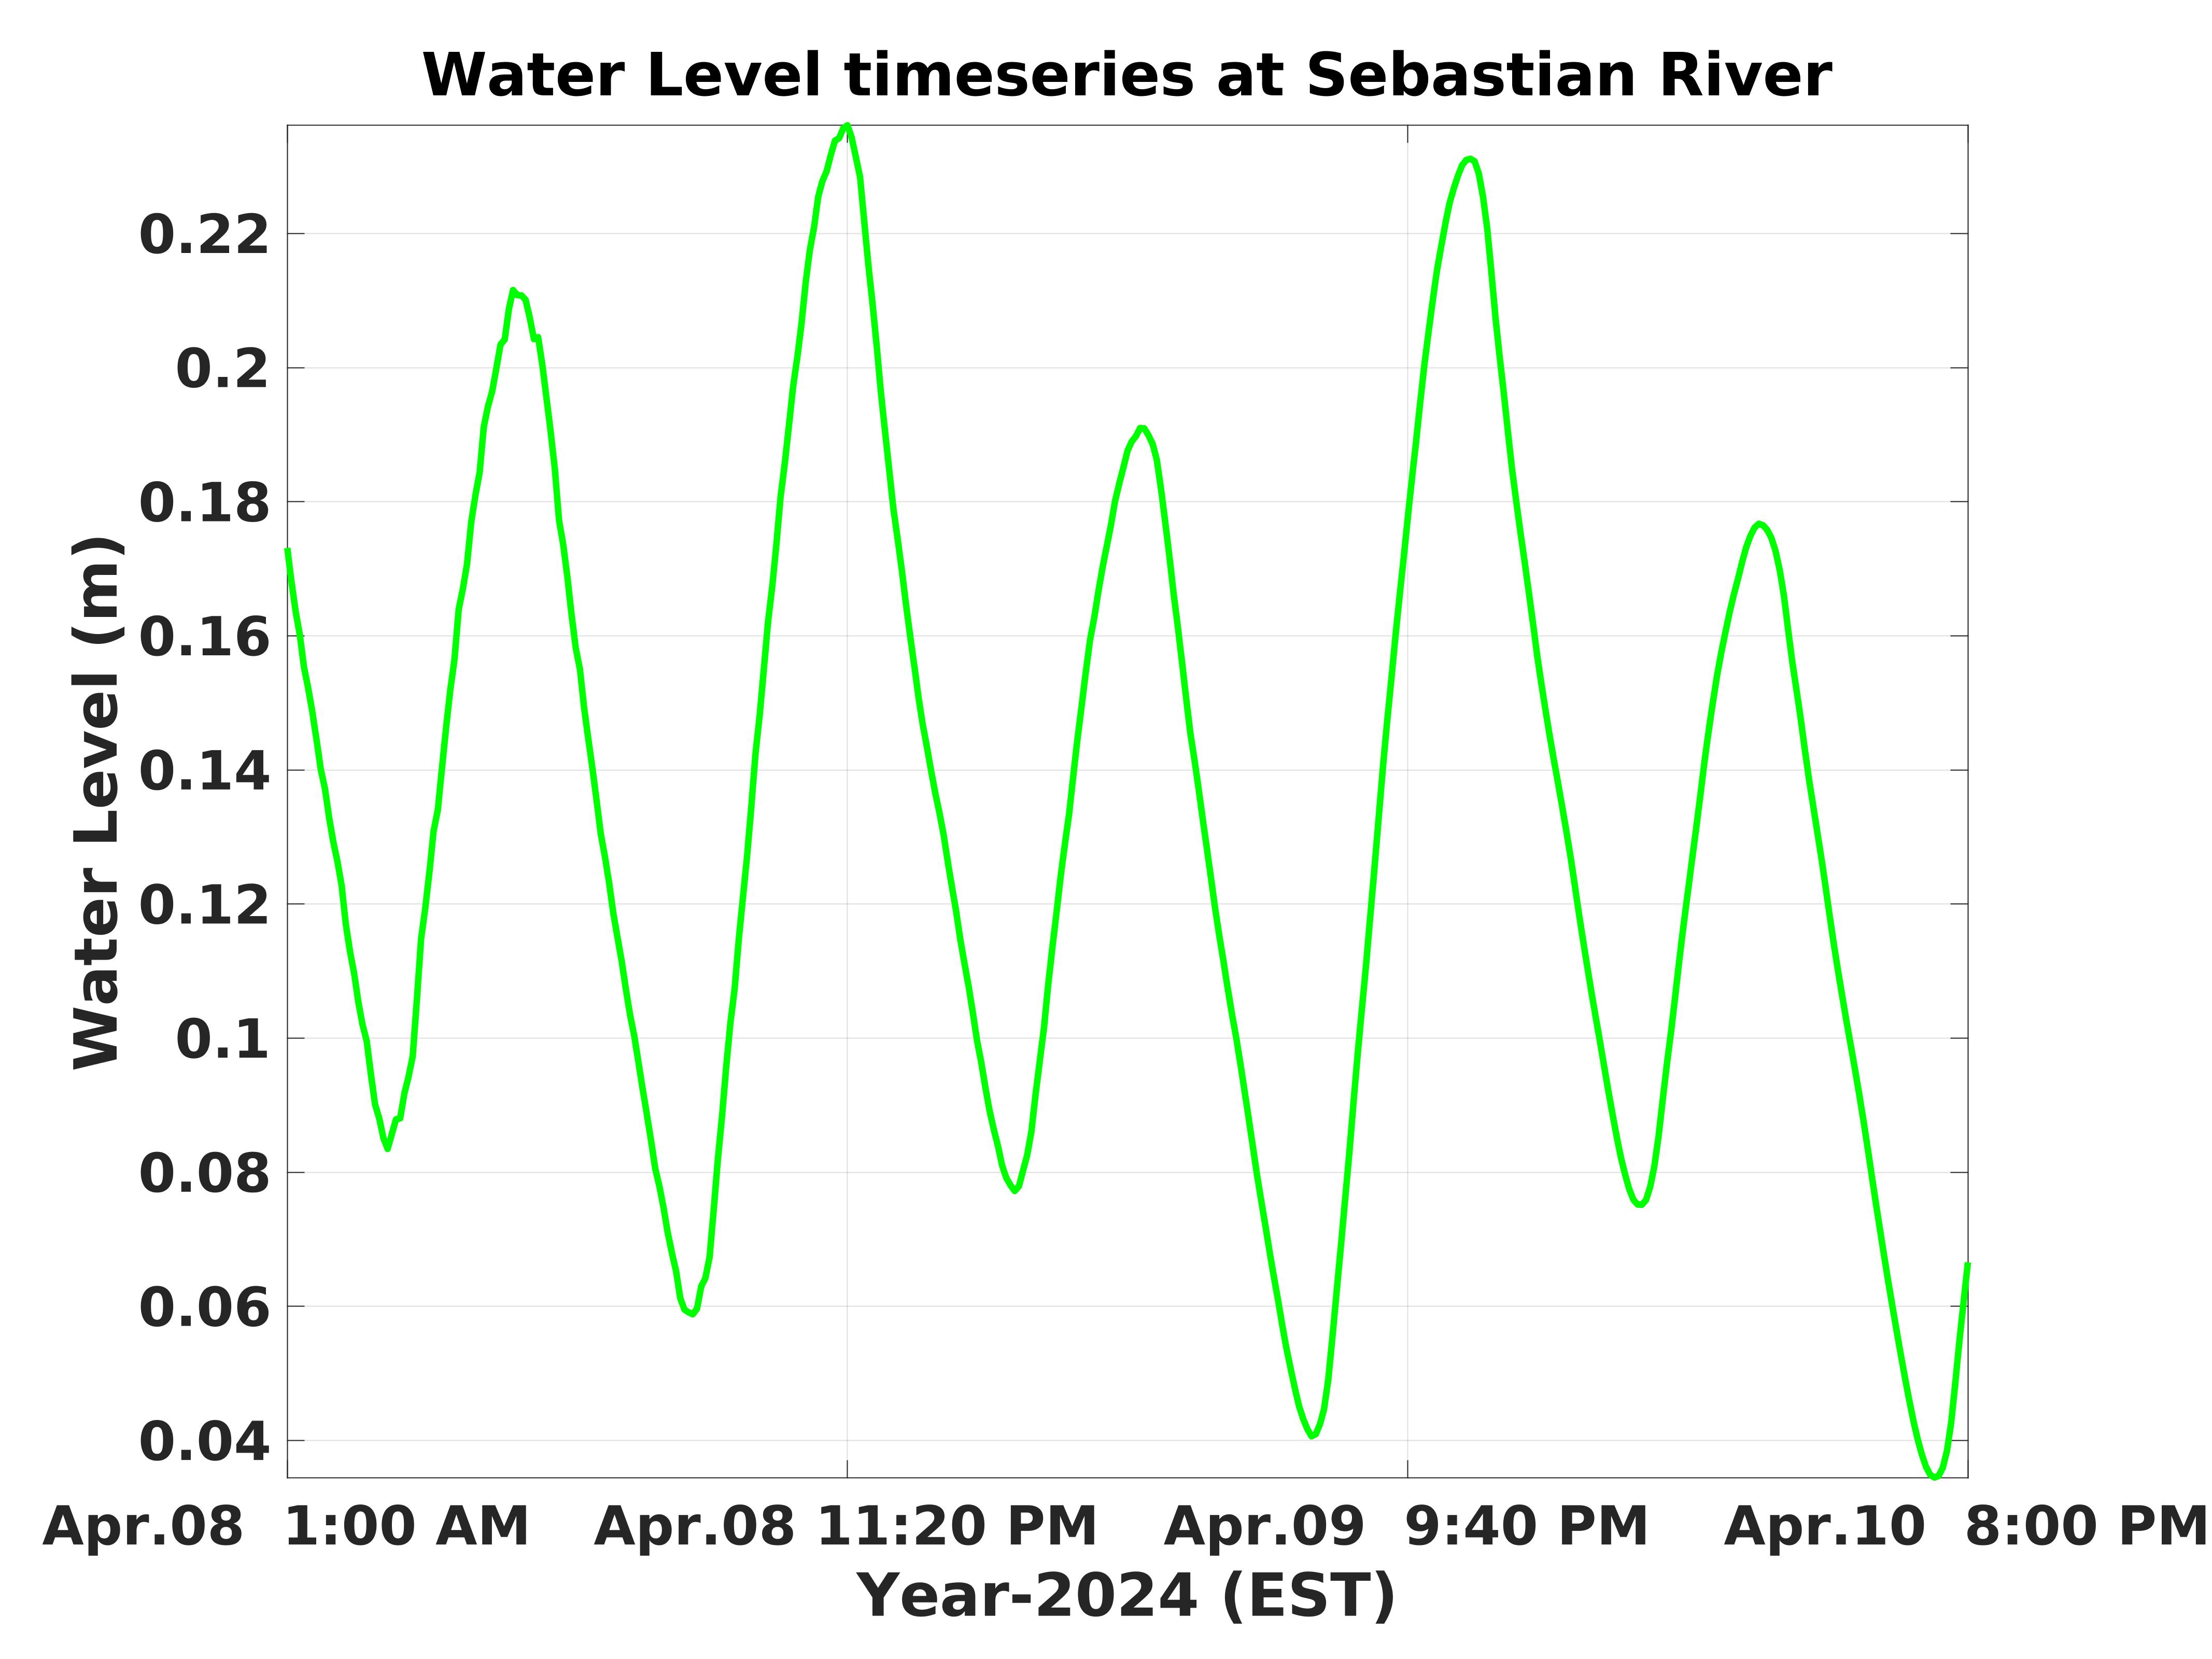 Water Level timeseries at Sebastian River
Water Level (m)
0.22
0.2
0.18
0.16
0.14
0.12
0.1
0.08
0.06
0.04
Apr.08 1:00 AM Apr.08 11:20 PM Apr.09 9:40 PM Apr.10 8:00 PM
Year-2024 (EST)